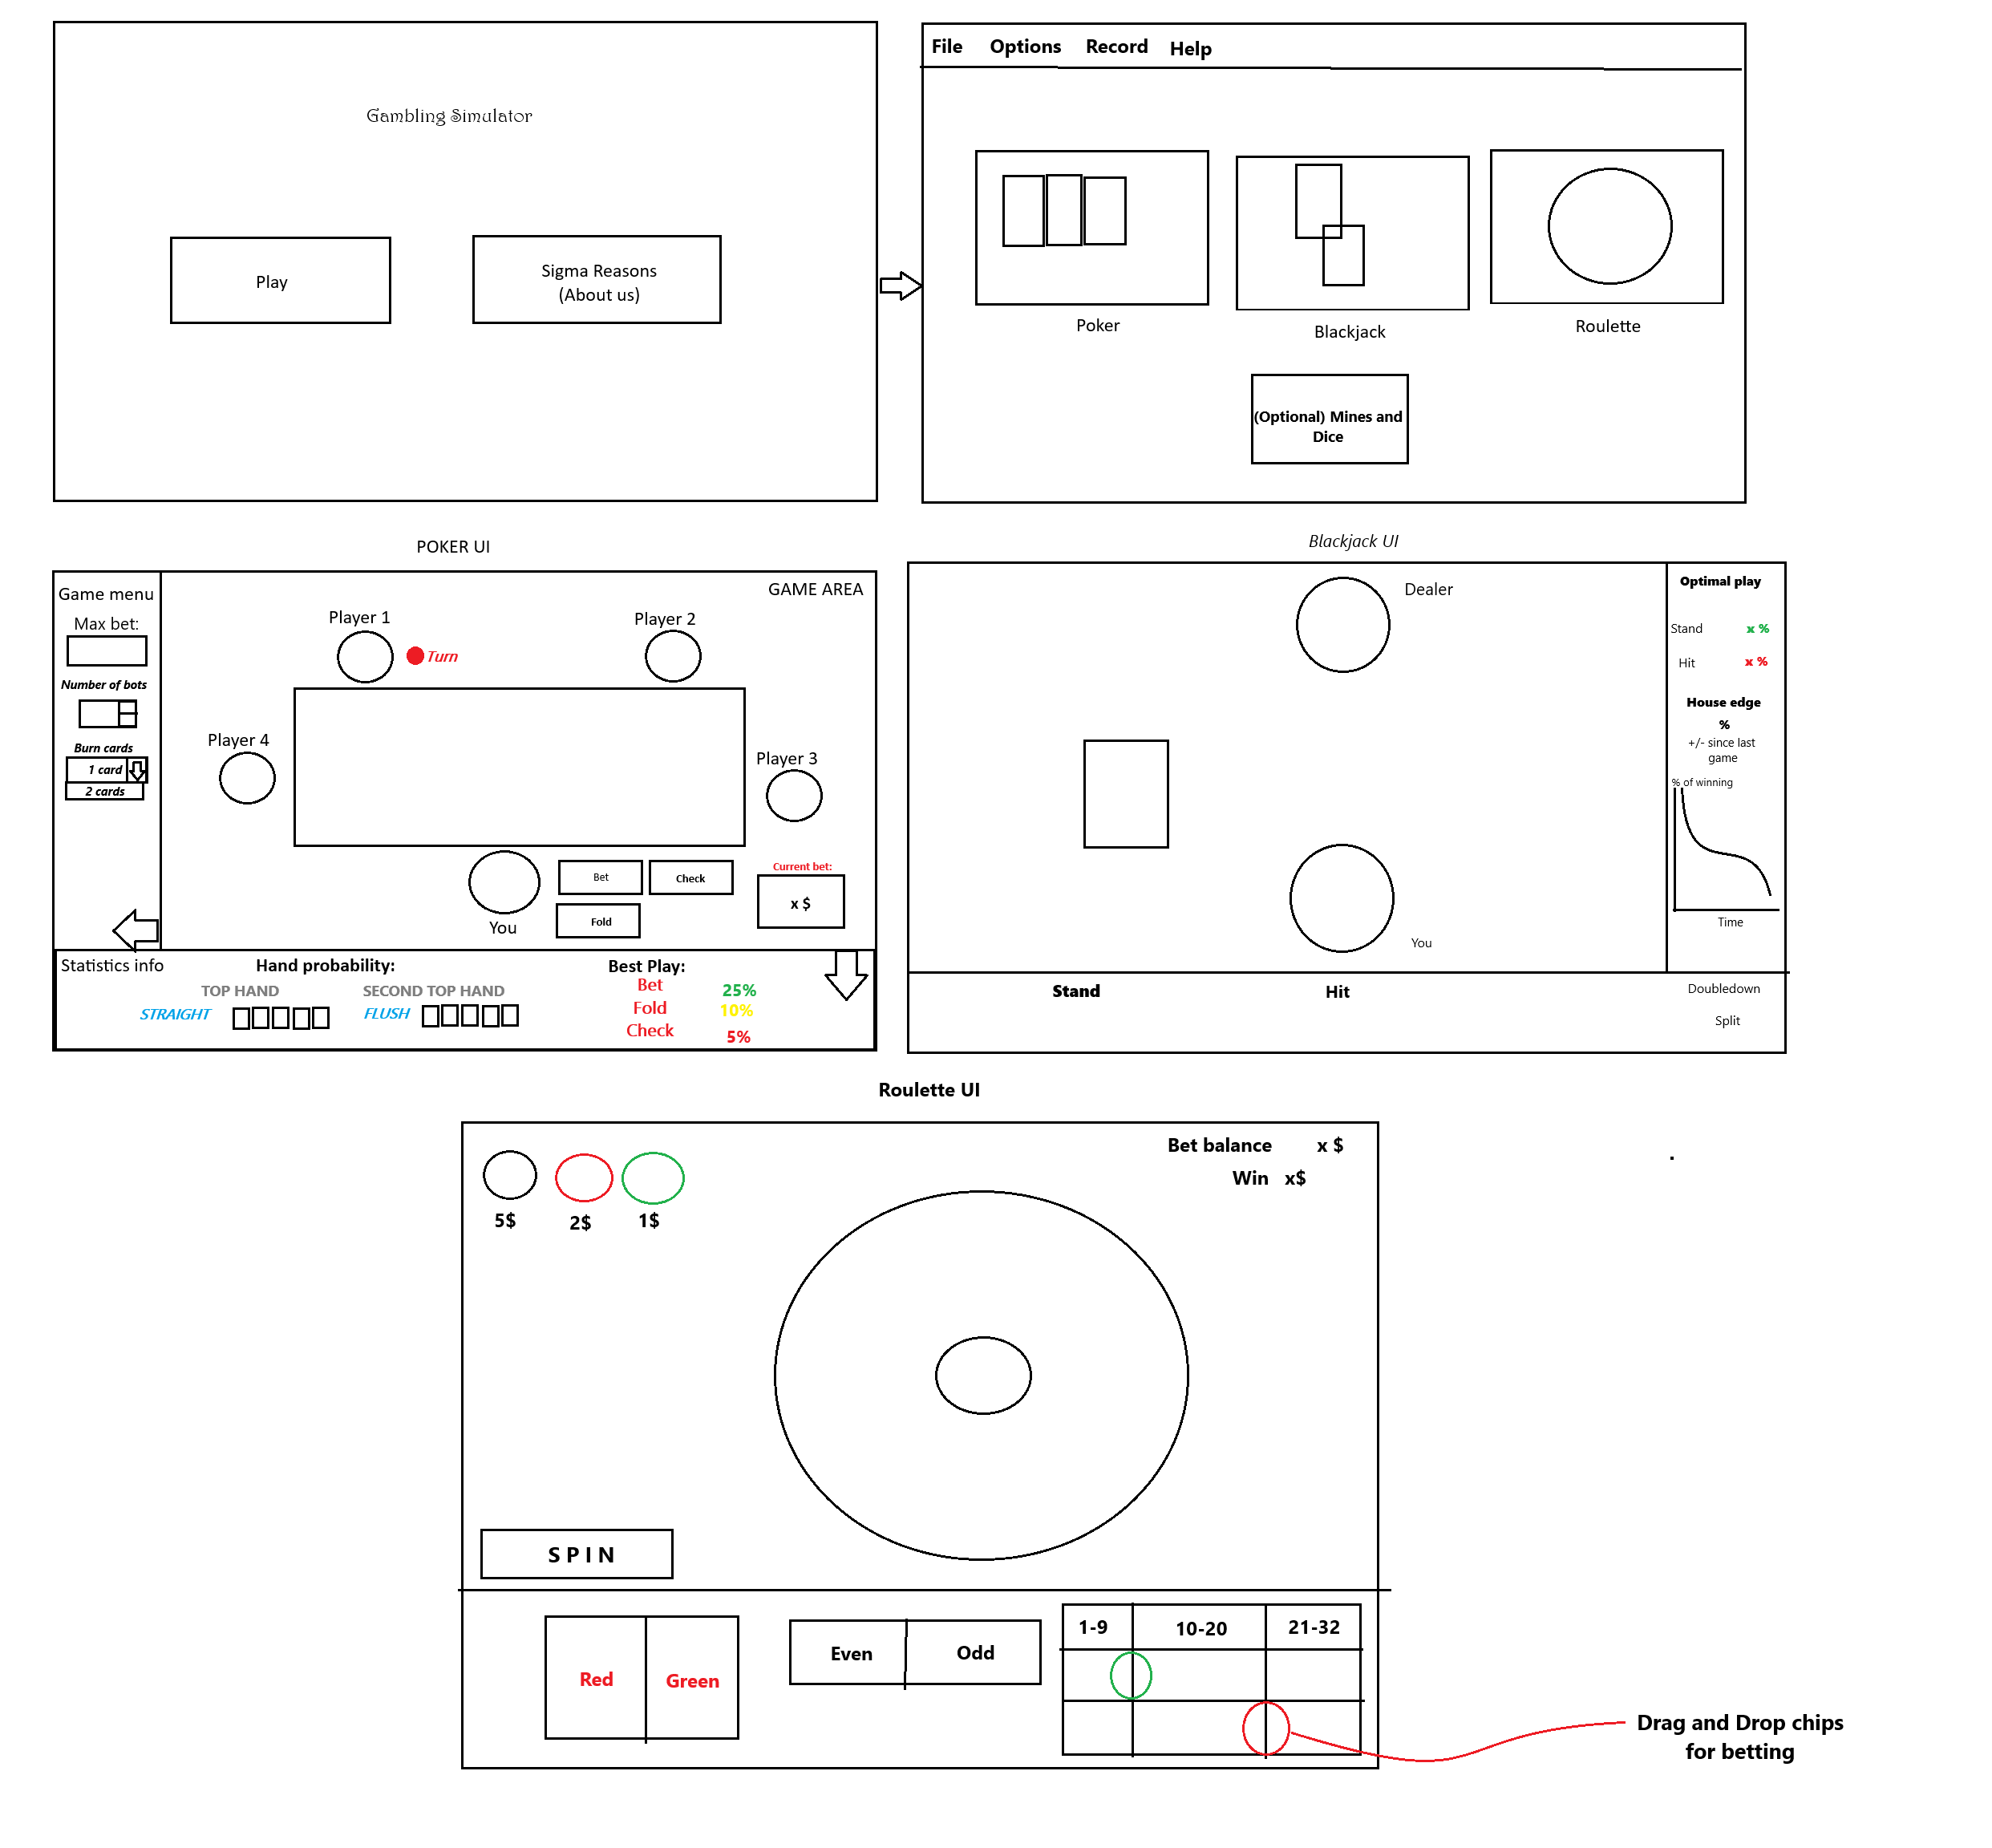 Gambling Simulator
Play
Sigma Reasons
(About us)
File Options Record Help
Poker
Blackjack
Roulette
(Optional) Mines and
Dice
POKER UI
Game menu
Max bet:
Number of bots
Burn cards
1 card
2 cards
GAME AREA
Player 1
Turn
Player 2
Player 4
Player 3
You
Bet
Check
Fold
Current bet:
x $
Statistics info
Hand probability:
TOP HAND
STRAIGHT
SECOND TOP HAND
FLUSH
Best Play:
Bet 25%
Fold 10%
Check 5%
Blackjack UI
Dealer
You
Optimal play
Stand x %
Hit x %
House edge
%
+/- since last
game
% of winning
Time
Stand
Hit
Doubledown
Split
Roulette UI
5$
2$
1$
Bet balance x $
Win x$
S P I N
Red
Green
Even
Odd
1-9
10-20
21-32
Drag and Drop chips
for betting